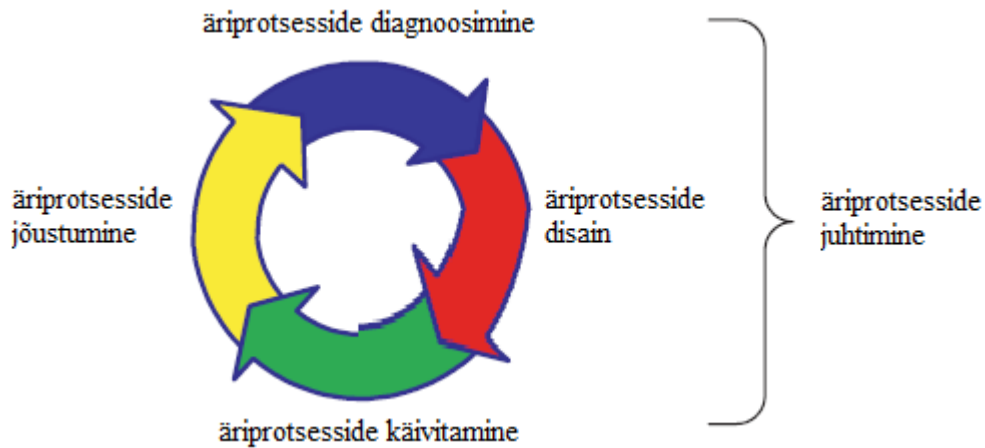 äriprotsesside diagnoosimine
äriprotsesside
jõustumine
äriprotsesside
disain
äriprotsesside
juhtimine
äriprotsesside käivitamine